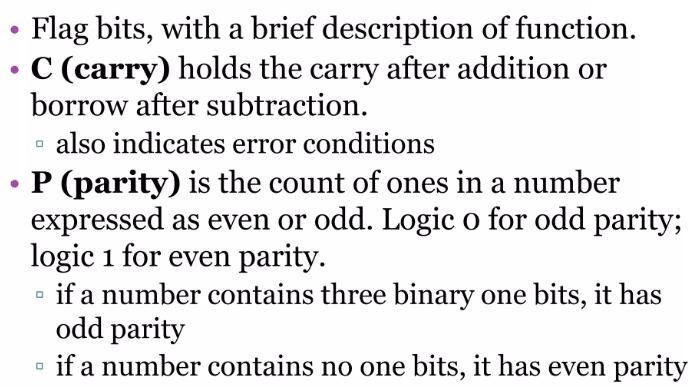 • Flag bits, with a brief description of function.
• C (carry) holds the carry after addition or
borrow after subtraction.
▫ also indicates error conditions
• P (parity) is the count of ones in a number
expressed as even or odd. Logic 0 for odd parity;
logic 1 for even parity.
▫ if a number contains three binary one bits, it has
odd parity
▫ if a number contains no one bits, it has even parity